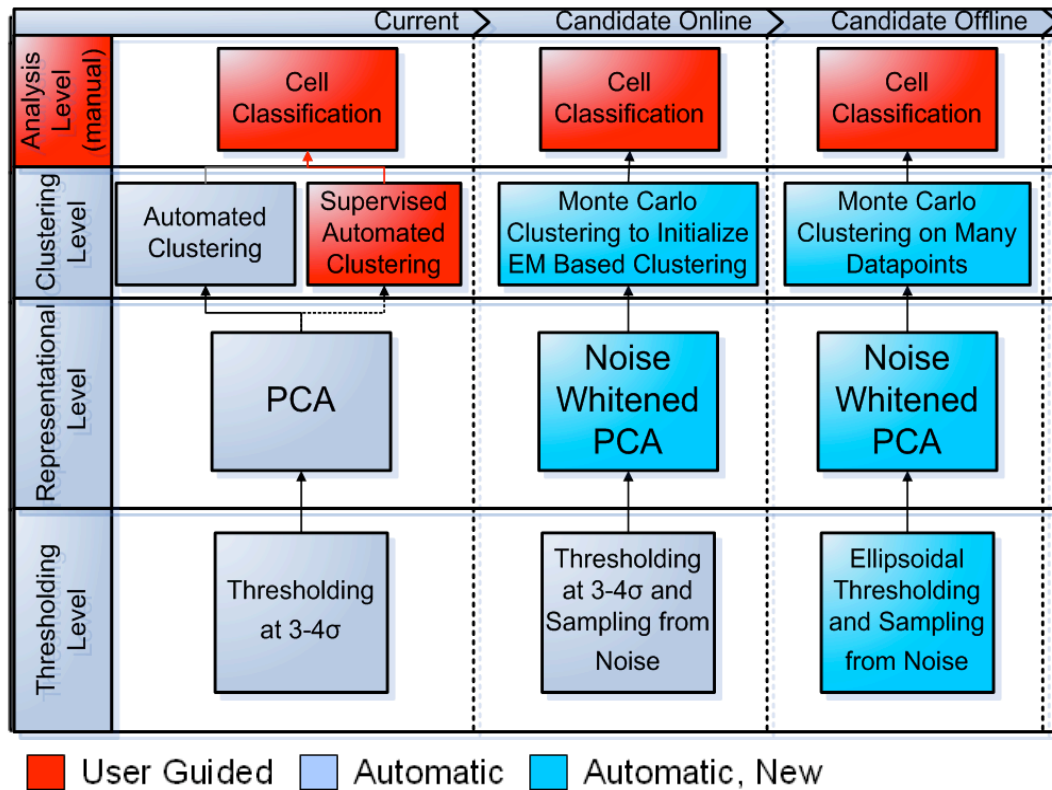 Current
Candidate Online
Candidate Offline
Analysis
Level
(manual)
Cell
Classification
Cell
Classification
Cell
Classification
Clustering
Level
Automated
Clustering
Supervised
Automated
Clustering
Monte Carlo
Clustering to Initialize
EM Based Clustering
Monte Carlo
Clustering on Many
Datapoints
Representational
Level
PCA
Noise
Whitened
PCA
Noise
Whitened
PCA
Thresholding
Level
Thresholding
at 3-4σ
Thresholding
at 3-4σ and
Sampling from
Noise
Ellipsoidal
Thresholding
and Sampling
from Noise
User Guided
Automatic
Automatic, New